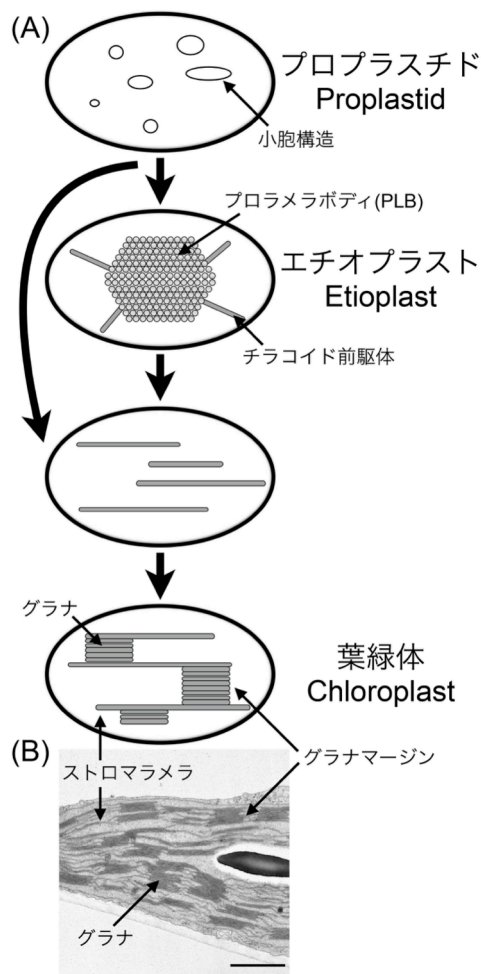 (A)
プロプラスチド
Proplastid
小胞構造
プロラメラボディ(PLB)
エチオプラスト
Etioplast
チラコイド前駆体
グラナ
葉緑体
Chloroplast
(B)
ストロマラメラ
グラナマージン
グラナ